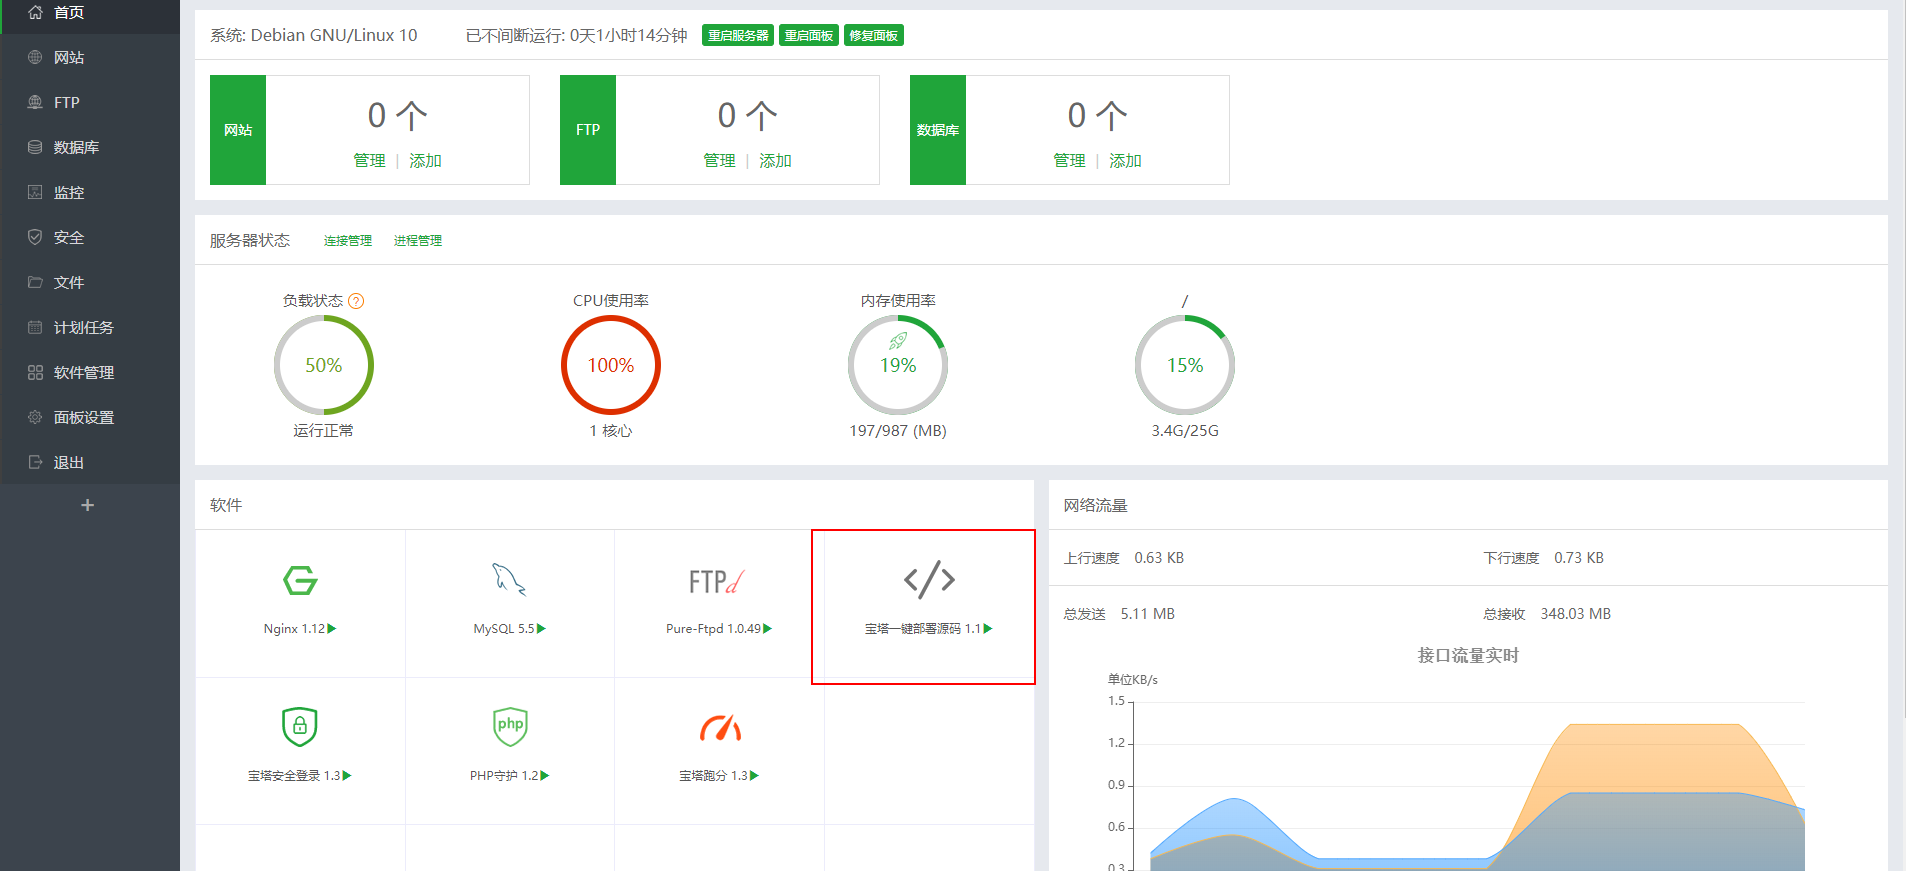 首页
网站
FTP
数据库
监控
安全
文件
计划任务
软件管理
面板设置
退出
+
系统: Debian GNU/Linux 10 已不间断运行: 0天1小时14分钟 重启服务器 重启面板 修复面板
网站
0 个
管理 | 添加
FTP
0 个
管理 | 添加
数据库
0 个
管理 | 添加
服务器状态 连接管理 进程管理
负载状态 ?
50%
运行正常
CPU使用率
100%
1 核心
内存使用率
19%
197/987 (MB)
/
15%
3.4G/25G
软件
Nginx 1.12
MySQL 5.5
FTPd
Pure-Ftpd 1.0.49
</>
宝塔一键部署源码 1.1
宝塔安全登录 1.3
php
PHP守护 1.2
宝塔跑分 1.3
网络流量
上行速度 0.63 KB
下行速度 0.73 KB
总发送 5.11 MB
总接收 348.03 MB
接口流量实时
单位KB/s
1.5
1.2
0.9
0.6
0.3